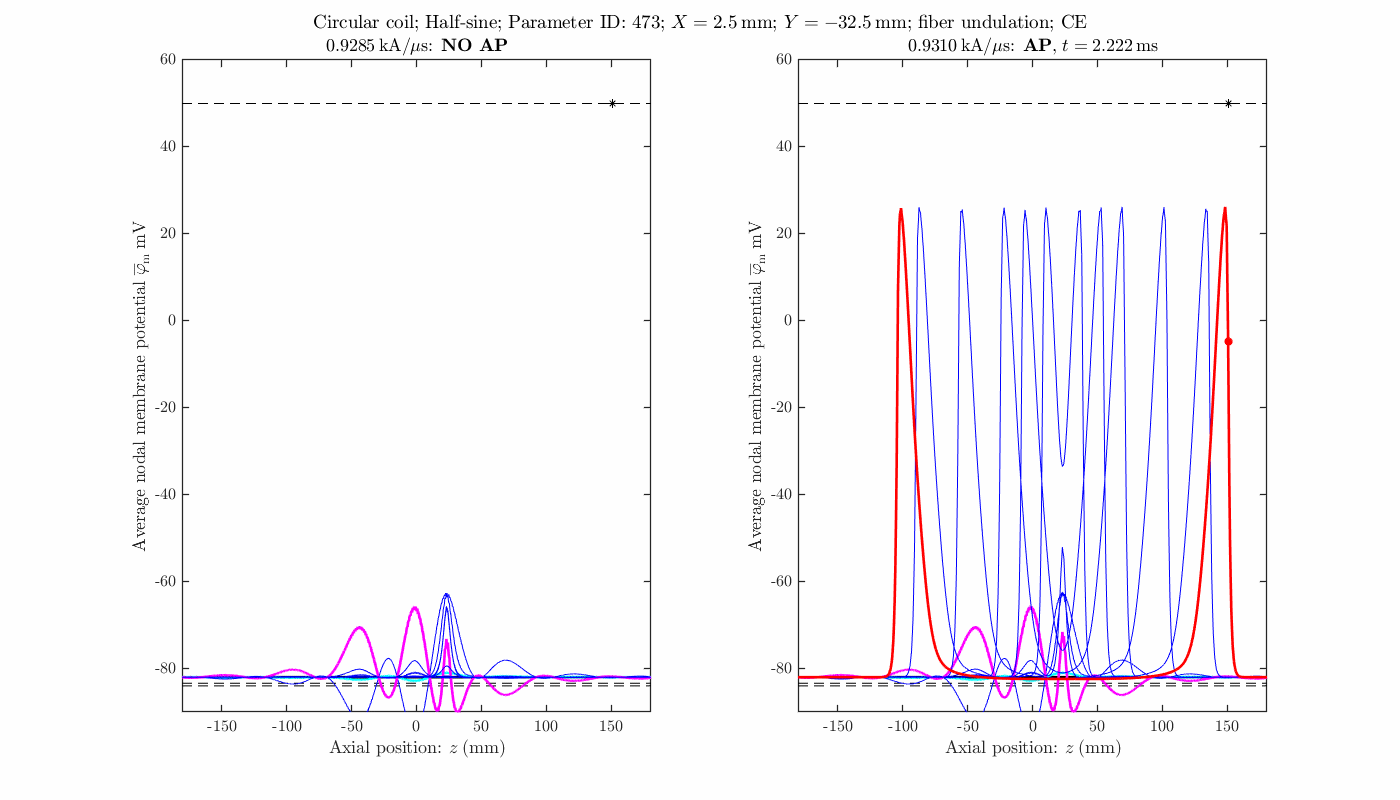 Circular coil; Half-sine; Parameter ID: 473; X = 2.5 mm; Y = −32.5 mm; fiber undulation; CE
0.9285 kA/μs: NO AP
60
40
20
0
-20
-40
-60
-80
-150 -100 -50 0 50 100 150
Axial position: z (mm)
Average nodal membrane potential φ̅m mV
0.9310 kA/μs: AP, t = 2.222 ms
60
40
20
0
-20
-40
-60
-80
-150 -100 -50 0 50 100 150
Axial position: z (mm)
Average nodal membrane potential φ̅m mV